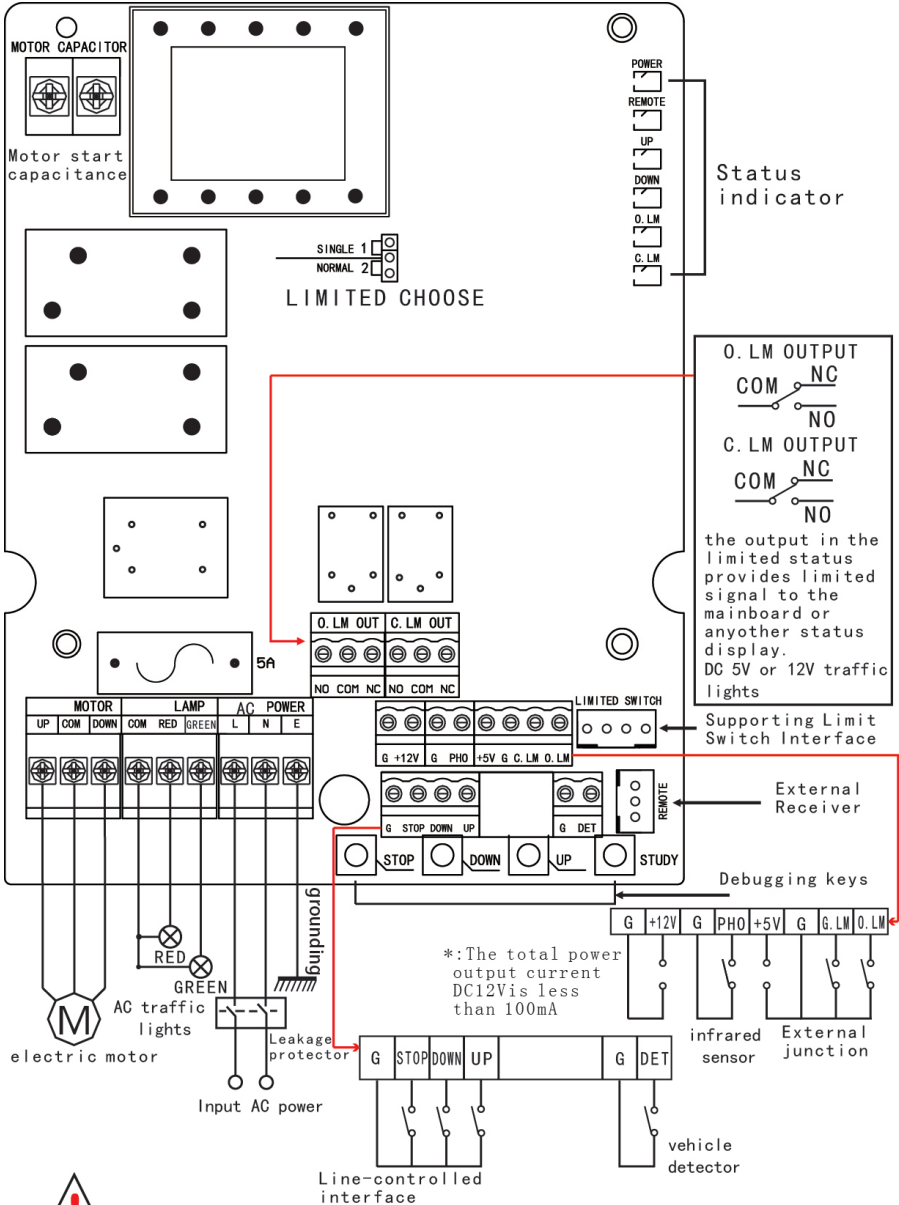 MOTOR CAPACITOR
Motor start
capacitance
POWER
REMOTE
UP
DOWN
O. LM
C. LM
Status
indicator
SINGLE 1
NORMAL 2
LIMITED CHOOSE
O. LM OUTPUT
COM NC
NO
C. LM OUTPUT
COM NC
NO
the output in the
limited status
provides limited
signal to the
mainboard or
anyother status
display.
DC 5V or 12V traffic
lights
5A
O. LM OUT C. LM OUT
NO COM NC NO COM NC
MOTOR LAMP AC POWER
UP COM DOWN COM RED GREEN L N E
LIMITED SWITCH
G +12V G PHO +5V G C. LM O. LM
Supporting Limit
Switch Interface
G STOP DOWN UP G DET
REMOTE
External
Receiver
STOP DOWN UP STUDY
Debugging keys
grounding
RED
GREEN
AC traffic
lights
M
electric motor
Leakage
protector
Input AC power
*:The total power
output current
DC12Vis less
than 100mA
G +12V G PHO +5V G G. LM O. LM
infrared
sensor
External
junction
G STOP DOWN UP G DET
Line-controlled
interface
vehicle
detector